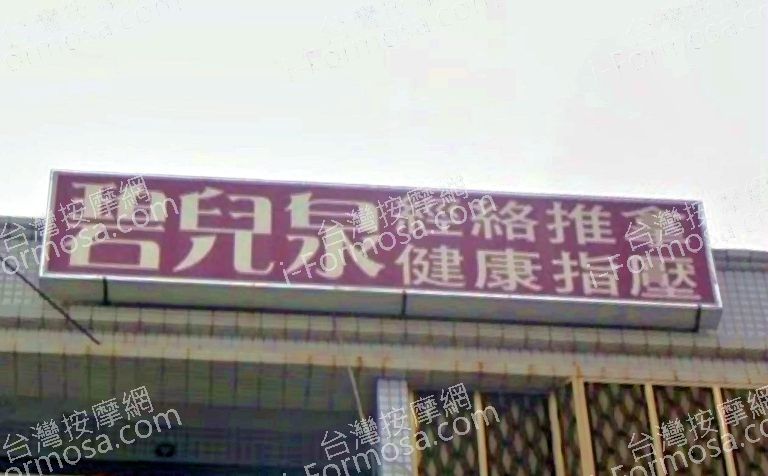 碧兒泉
經絡推拿
健康指壓
台灣按摩網
i-Formosa.com